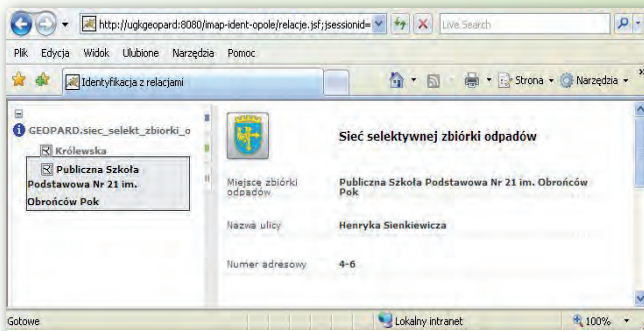 http://ugkgeopard:8080/imap-ident-opole/relacje.jsf;jsessionid=
Live Search
Plik Edycja Widok Ulubione Narzędzia Pomoc
Identyfikacja z relacjami
Strona
Narzędzia
»
GEOPARD.siec_selekt_zbiorki_o
Królewska
Publiczna Szkoła
Podstawowa Nr 21 im.
Obrońców Pok
Sieć selektywnej zbiórki odpadów
Miejsce zbiórki
odpadów
Publiczna Szkoła Podstawowa Nr 21 im. Obrońców
Pok
Nazwa ulicy
Henryka Sienkiewicza
Numer adresowy
4-6
Gotowe
Lokalny intranet
100%